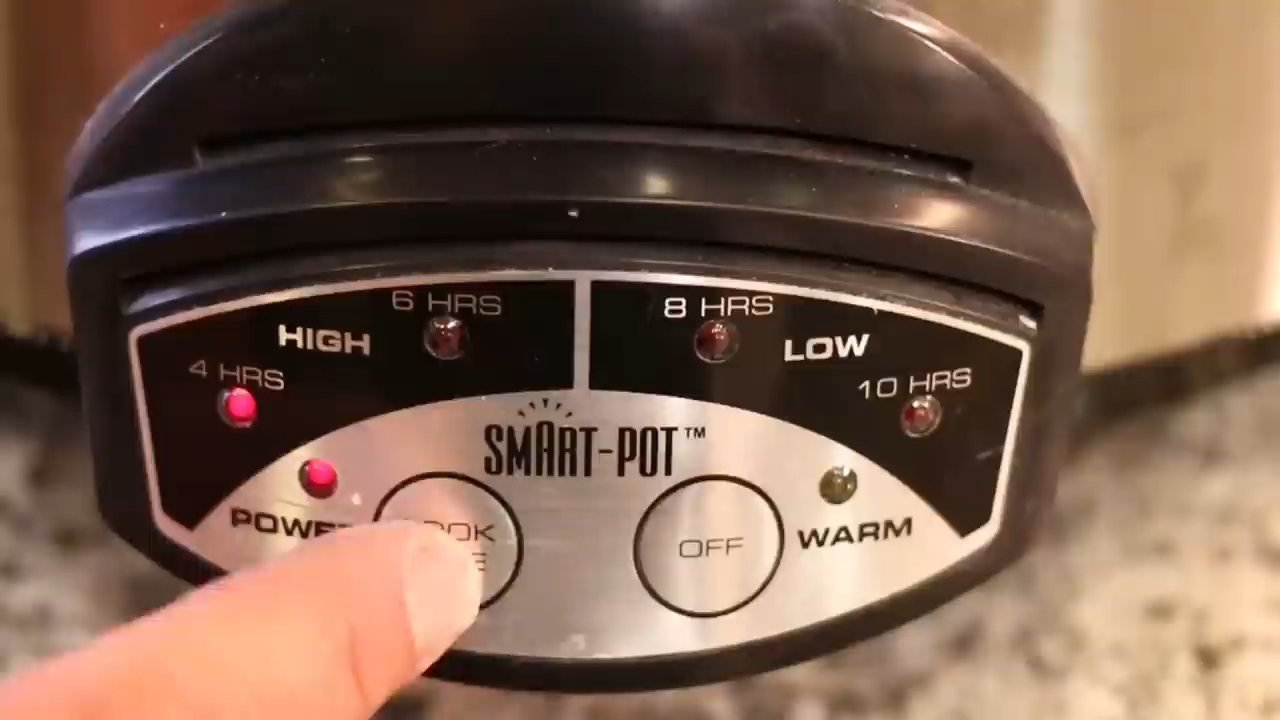 6 HRS
HIGH
4 HRS
8 HRS
LOW
10 HRS
SMART-POT™
OFF
WARM